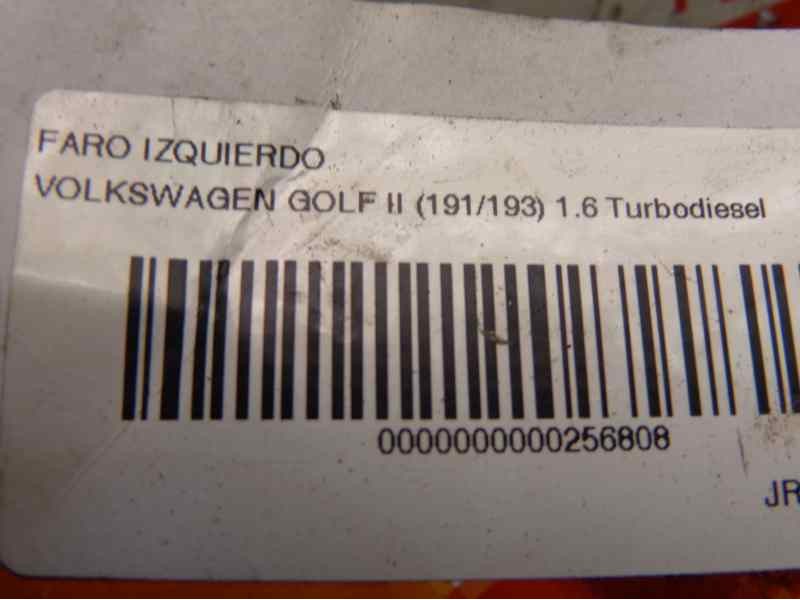 FARO IZQUIERDO
VOLKSWAGEN GOLF II (191/193) 1.6 Turbodiesel
0000000000256808
JR